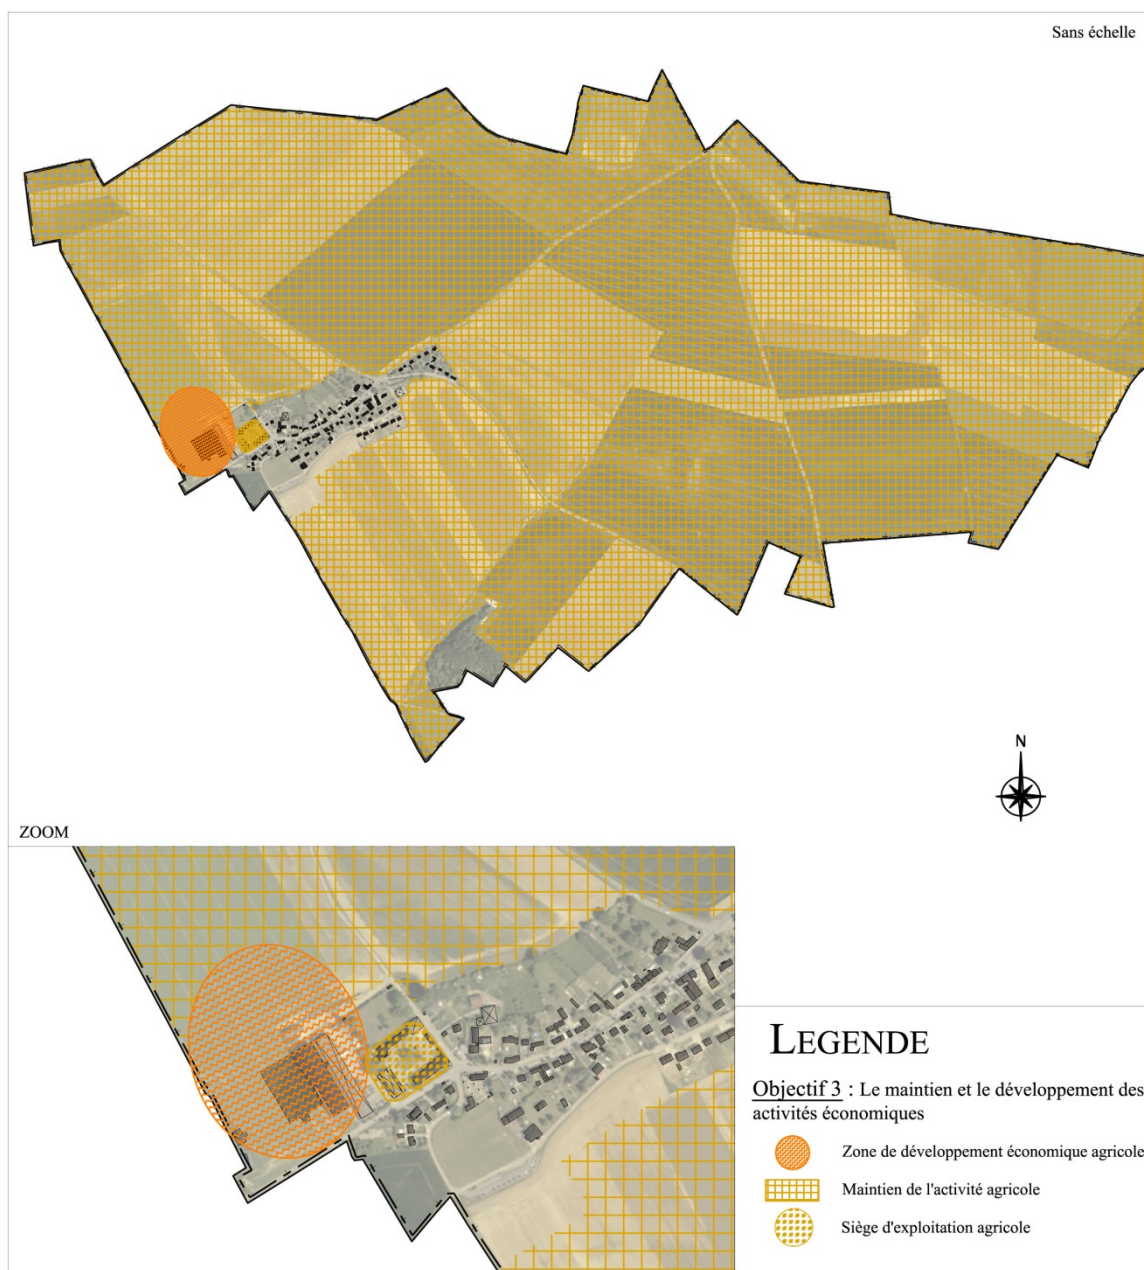 Sans échelle
N
ZOOM
LEGENDE
Objectif 3 : Le maintien et le développement des
activités économiques
Zone de développement économique agricole
Maintien de l'activité agricole
Siège d'exploitation agricole